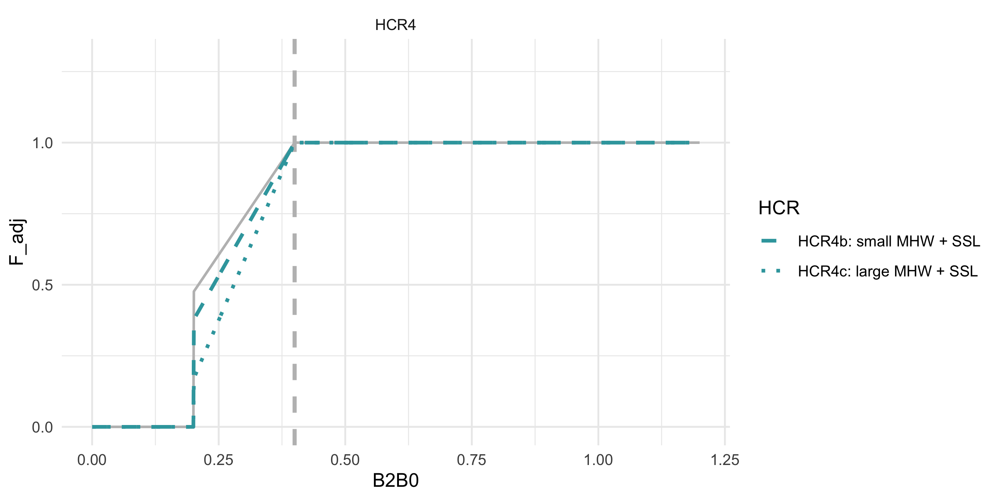 HCR4
1.0
0.5
0.0
F_adj
0.00 0.25 0.50 0.75 1.00 1.25
B2B0
HCR
HCR4b: small MHW + SSL
HCR4c: large MHW + SSL